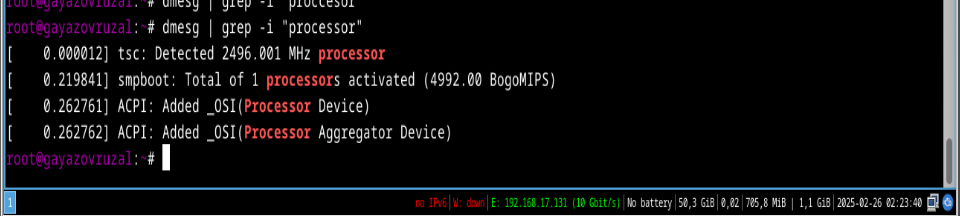 root@gayazovruzal:~# dmesg | grep -i "proccesor"
root@gayazovruzal:~# dmesg | grep -i "processor"
[    0.000012] tsc: Detected 2496.001 MHz processor
[    0.219841] smpboot: Total of 1 processors activated (4992.00 BogoMIPS)
[    0.262761] ACPI: Added _OSI(Processor Device)
[    0.262762] ACPI: Added _OSI(Processor Aggregator Device)
root@gayazovruzal:~#
1 no IPv6|W: down|E: 192.168.17.131 (10 Gbit/s)|No battery|50,3 GiB|0,02|705,8 MiB | 1,1 GiB|2025-02-26 02:23:40